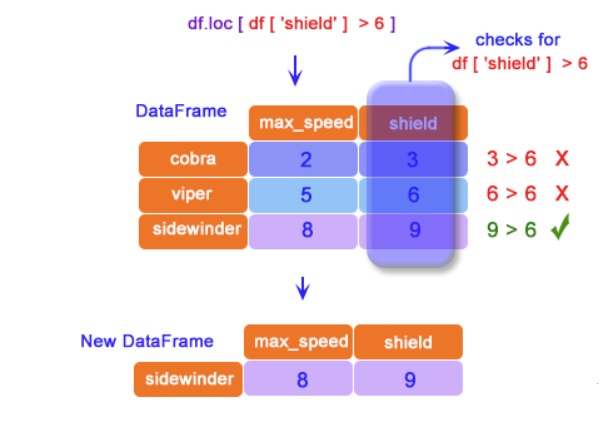 df.loc [ df [ 'shield' ] > 6 ]
checks for
df [ 'shield' ] > 6
DataFrame
max_speed shield
cobra 2 3 3 > 6 X
viper 5 6 6 > 6 X
sidewinder 8 9 9 > 6 ✓
New DataFrame max_speed shield
sidewinder 8 9